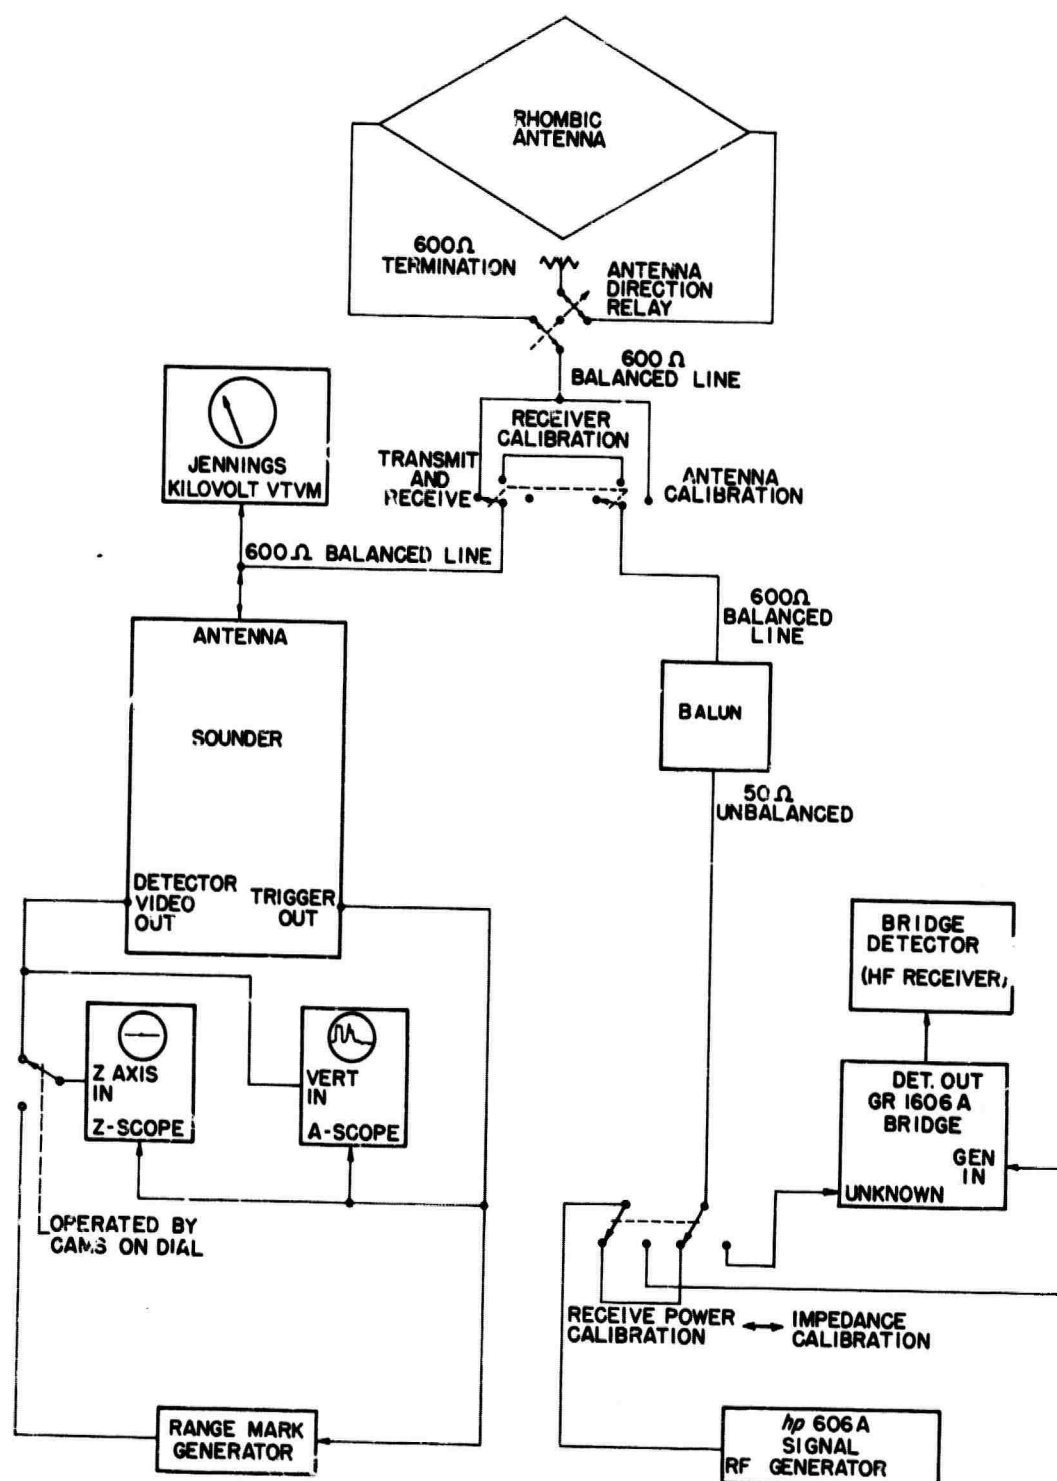 RHOMBIC
ANTENNA
600Ω
TERMINATION
ANTENNA
DIRECTION
RELAY
600 Ω
BALANCED LINE
JENNINGS
KILOVOLT VTVM
RECEIVER
CALIBRATION
TRANSMIT
AND
RECEIVE
ANTENNA
CALIBRATION
600Ω BALANCED LINE
600Ω
BALANCED
LINE
ANTENNA
SOUNDER
BALUN
50Ω
UNBALANCED
DETECTOR
VIDEO
OUT
TRIGGER
OUT
BRIDGE
DETECTOR
(HF RECEIVER)
Z AXIS
IN
Z-SCOPE
VERT
IN
A-SCOPE
DET. OUT
GR 1606A
BRIDGE
GEN
IN
UNKNOWN
OPERATED BY
CAMS ON DIAL
RECEIVE POWER
CALIBRATION
IMPEDANCE
CALIBRATION
RANGE MARK
GENERATOR
hp 606A
SIGNAL
RF GENERATOR